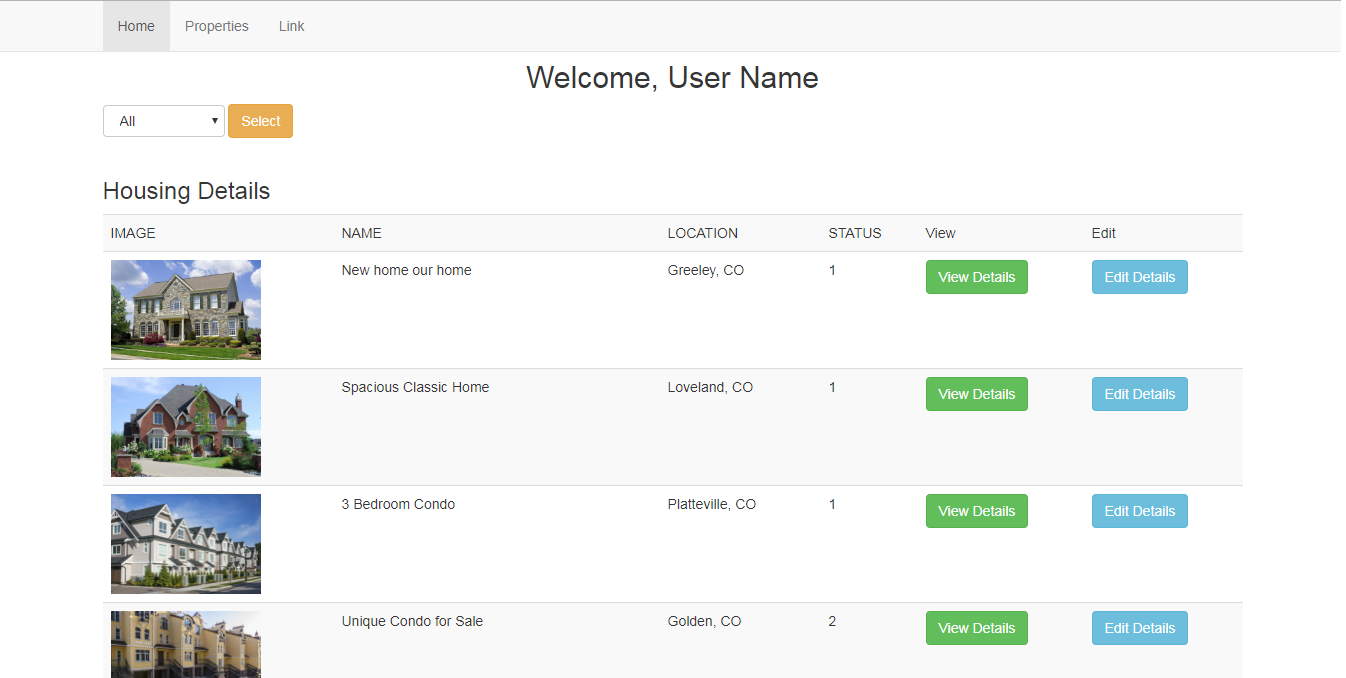 Home Properties Link
Welcome, User Name
All Select
Housing Details
IMAGE NAME LOCATION STATUS View Edit
New home our home Greeley, CO 1 View Details Edit Details
Spacious Classic Home Loveland, CO 1 View Details Edit Details
3 Bedroom Condo Platteville, CO 1 View Details Edit Details
Unique Condo for Sale Golden, CO 2 View Details Edit Details